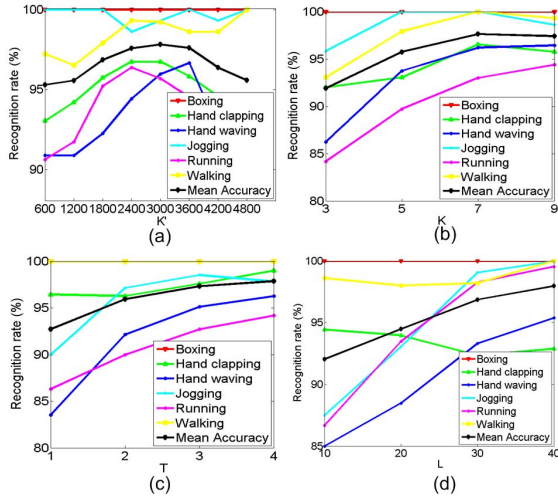 100
95
90
Recognition rate (%)
Boxing
Hand clapping
Hand waving
Jogging
Running
Walking
Mean Accuracy
600 1200 1800 2400 3000 3600 4200 4800
K'
(a)
100
95
90
85
80
Recognition rate (%)
Boxing
Hand clapping
Hand waving
Jogging
Running
Walking
Mean Accuracy
3 5 7 9
K
(b)
100
95
90
85
80
Recognition rate (%)
Boxing
Hand clapping
Hand waving
Jogging
Running
Walking
Mean Accuracy
1 2 3 4
T
(c)
100
95
90
85
Recognition rate (%)
Boxing
Hand clapping
Hand waving
Jogging
Running
Walking
Mean Accuracy
10 20 30 40
L
(d)